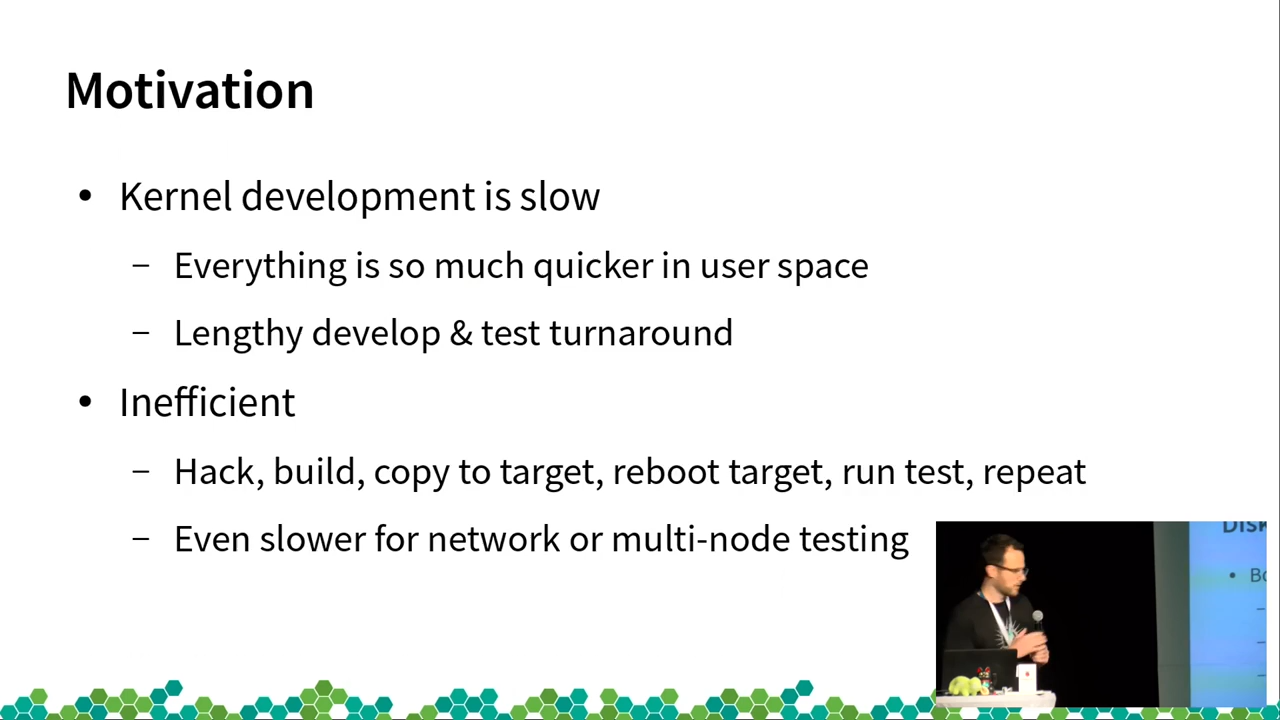 Motivation
• Kernel development is slow
– Everything is so much quicker in user space
– Lengthy develop & test turnaround
• Inefficient
– Hack, build, copy to target, reboot target, run test, repeat
– Even slower for network or multi-node testing